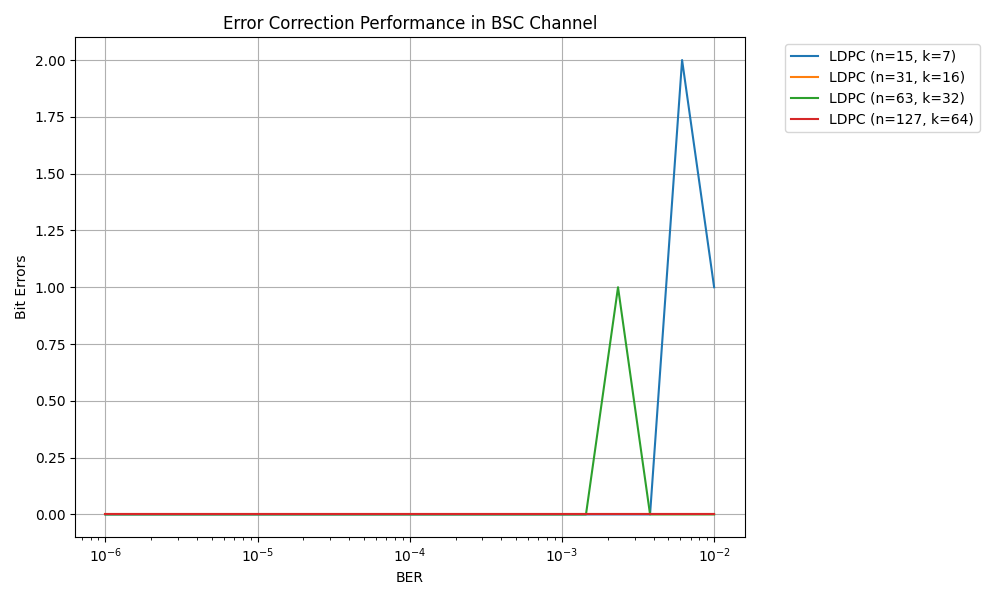 Error Correction Performance in BSC Channel
LDPC (n=15, k=7)
LDPC (n=31, k=16)
LDPC (n=63, k=32)
LDPC (n=127, k=64)
Bit Errors
2.00
1.75
1.50
1.25
1.00
0.75
0.50
0.25
0.00
10⁻⁶ 10⁻⁵ 10⁻⁴ 10⁻³ 10⁻²
BER